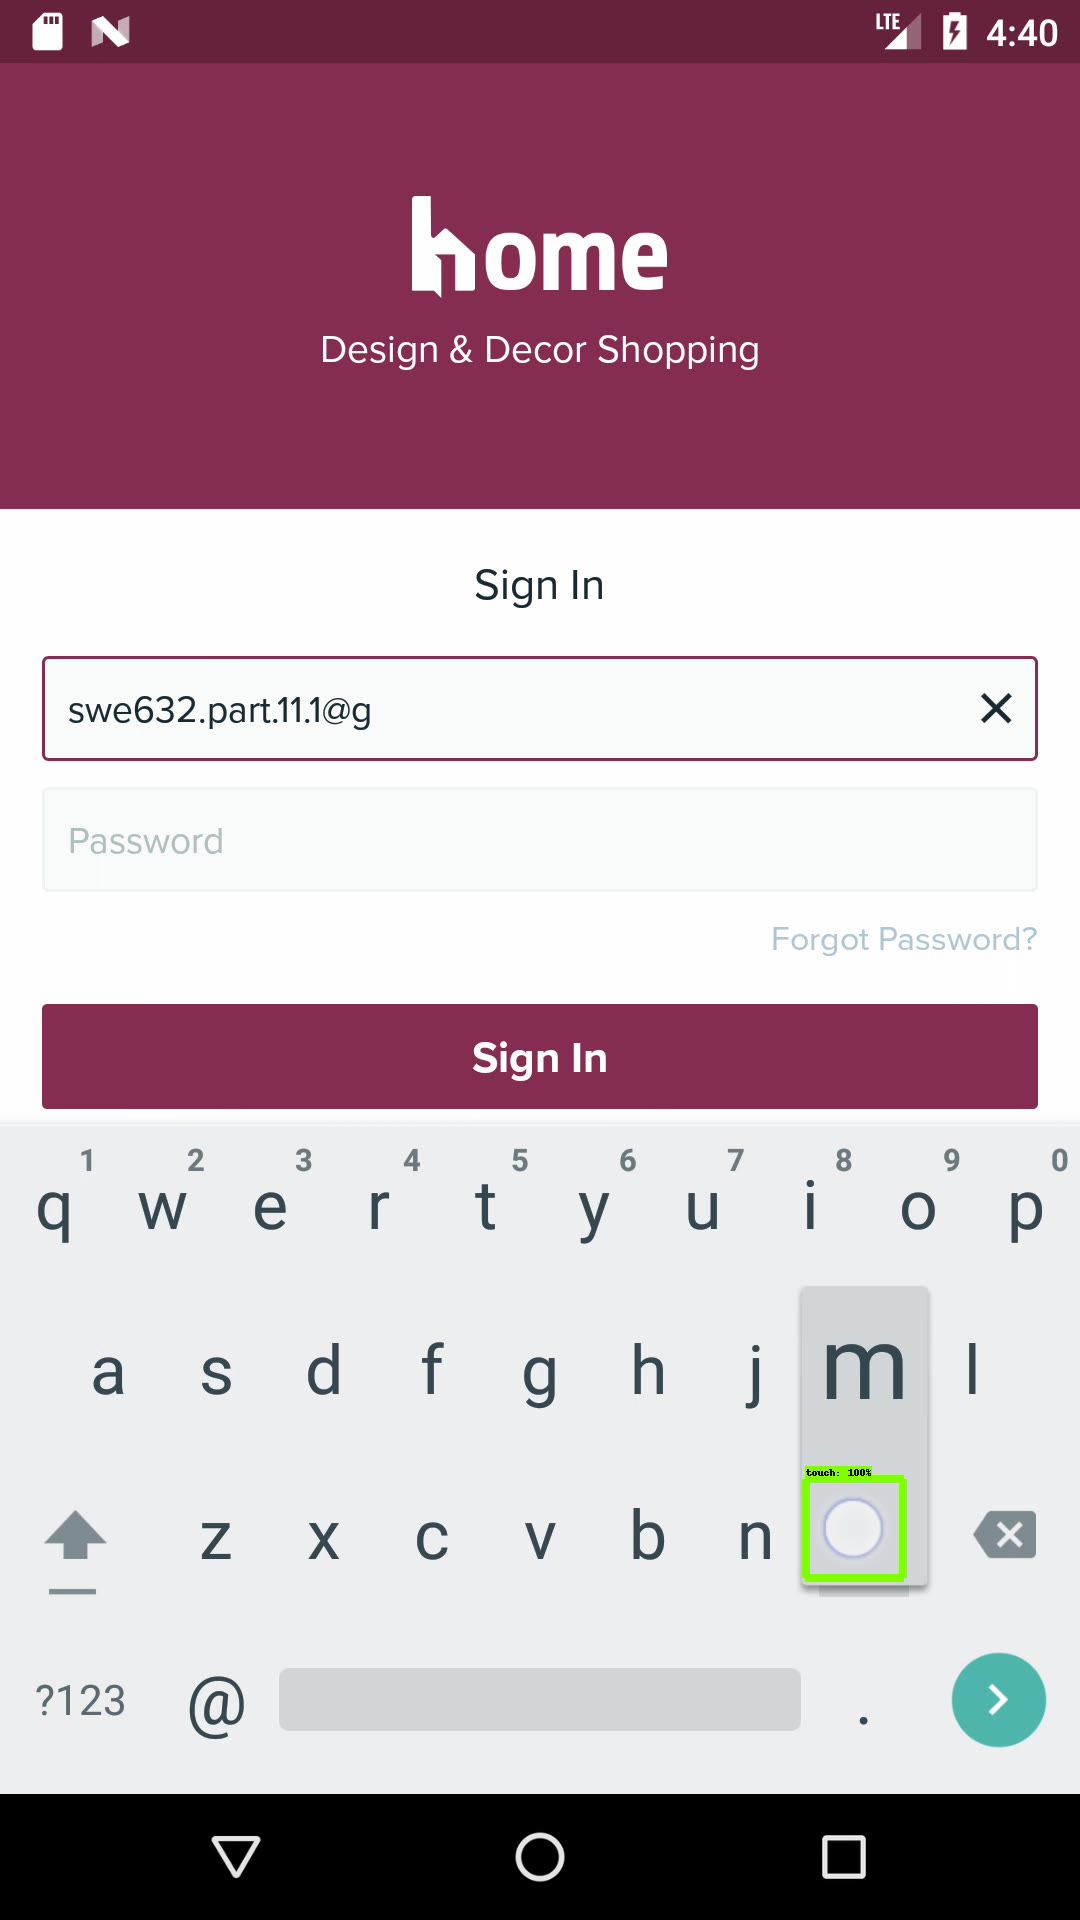 LTE 4:40
home
Design & Decor Shopping
Sign In
swe632.part.11.1@g
Password
Forgot Password?
Sign In
1 2 3 4 5 6 7 8 9 0
q w e r t y u i o p
a s d f g h j m l
touch: 100%
z x c v b n
?123 @ .